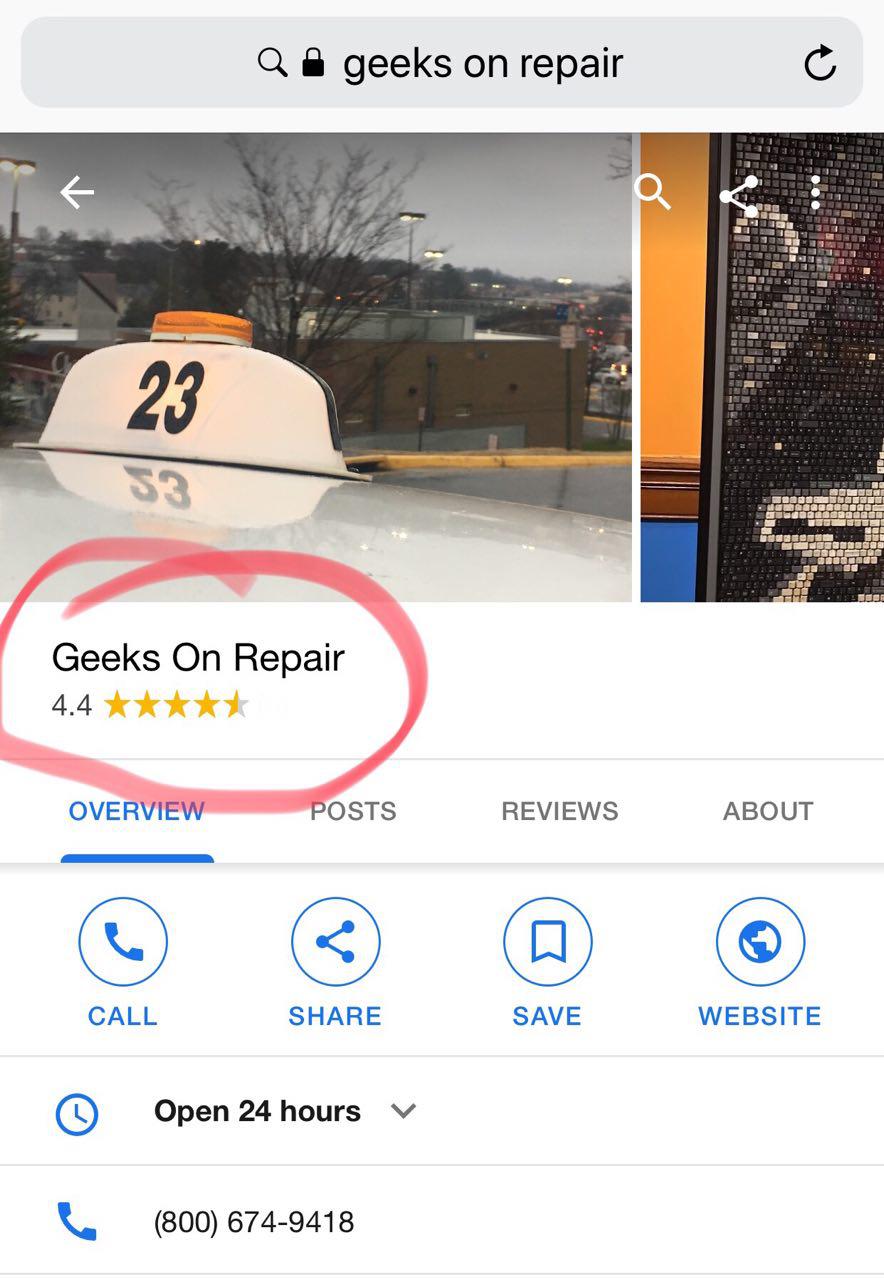 geeks on repair
23
23
Geeks On Repair
4.4
OVERVIEW POSTS REVIEWS ABOUT
CALL SHARE SAVE WEBSITE
Open 24 hours
(800) 674-9418